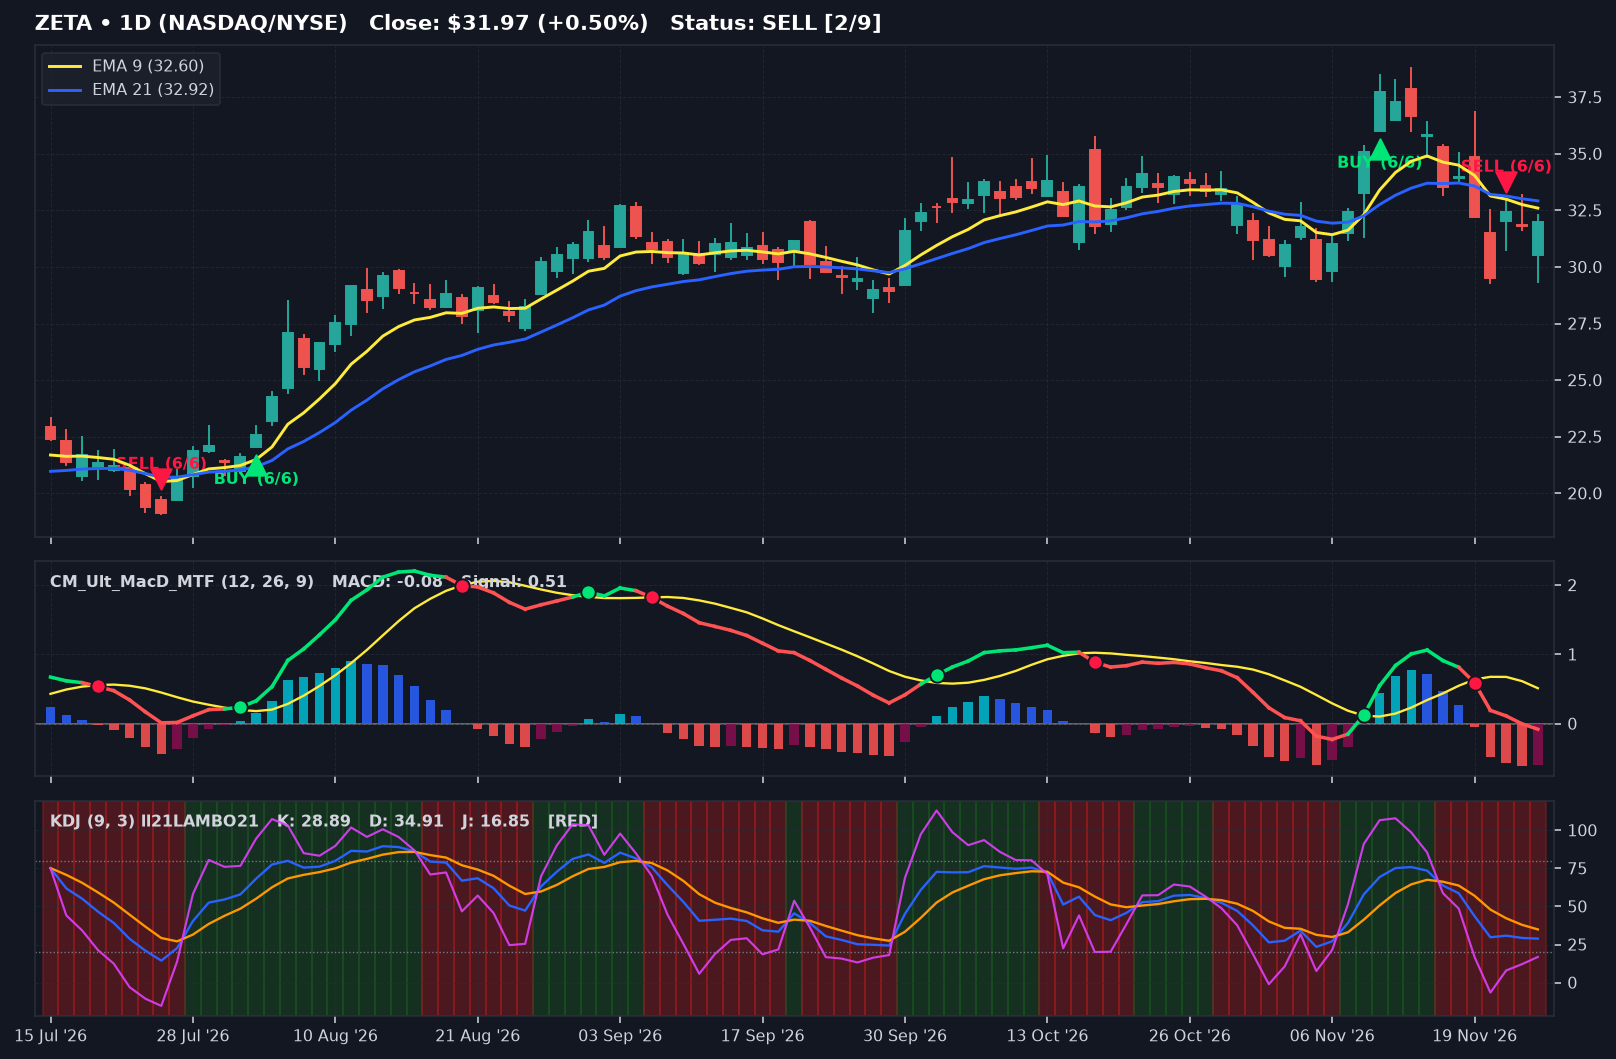 ZETA • 1D (NASDAQ/NYSE)   Close: $31.97 (+0.50%)   Status: SELL [2/9]
EMA 9 (32.60)
EMA 21 (32.92)
37.5
35.0
32.5
30.0
27.5
25.0
22.5
20.0
BUY (6/6)
SELL (6/6)
SELL (6/6)
BUY (6/6)
CM_Ult_MacD_MTF (12, 26, 9)   MACD: -0.08   Signal: 0.51
2
1
0
KDJ (9, 3) II21LAMBO21   K: 28.89   D: 34.91   J: 16.85   [RED]
100
75
50
25
0
15 Jul '26
28 Jul '26
10 Aug '26
21 Aug '26
03 Sep '26
17 Sep '26
30 Sep '26
13 Oct '26
26 Oct '26
06 Nov '26
19 Nov '26